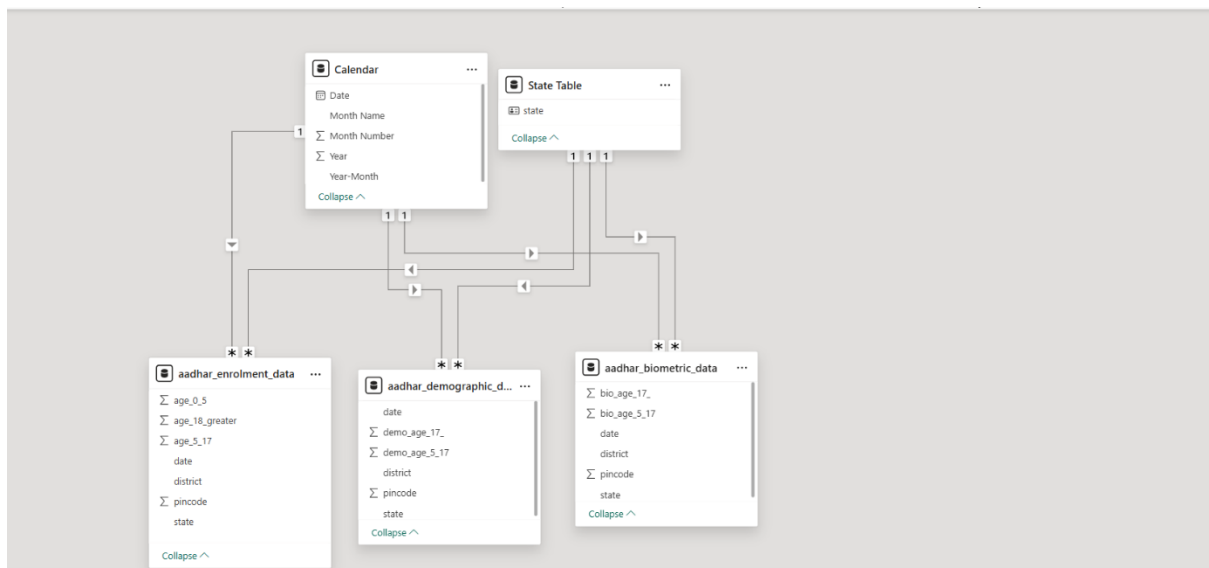 Calendar
Date
Month Name
Σ Month Number
Σ Year
Year-Month
Collapse
State Table
state
Collapse
1
1 1
1 1 1
* *
* *
* *
aadhar_enrolment_data
Σ age_0_5
Σ age_18_greater
Σ age_5_17
date
district
Σ pincode
state
Collapse
aadhar_demographic_d...
date
Σ demo_age_17_
Σ demo_age_5_17
district
Σ pincode
state
Collapse
aadhar_biometric_data
Σ bio_age_17_
Σ bio_age_5_17
date
district
Σ pincode
state
Collapse